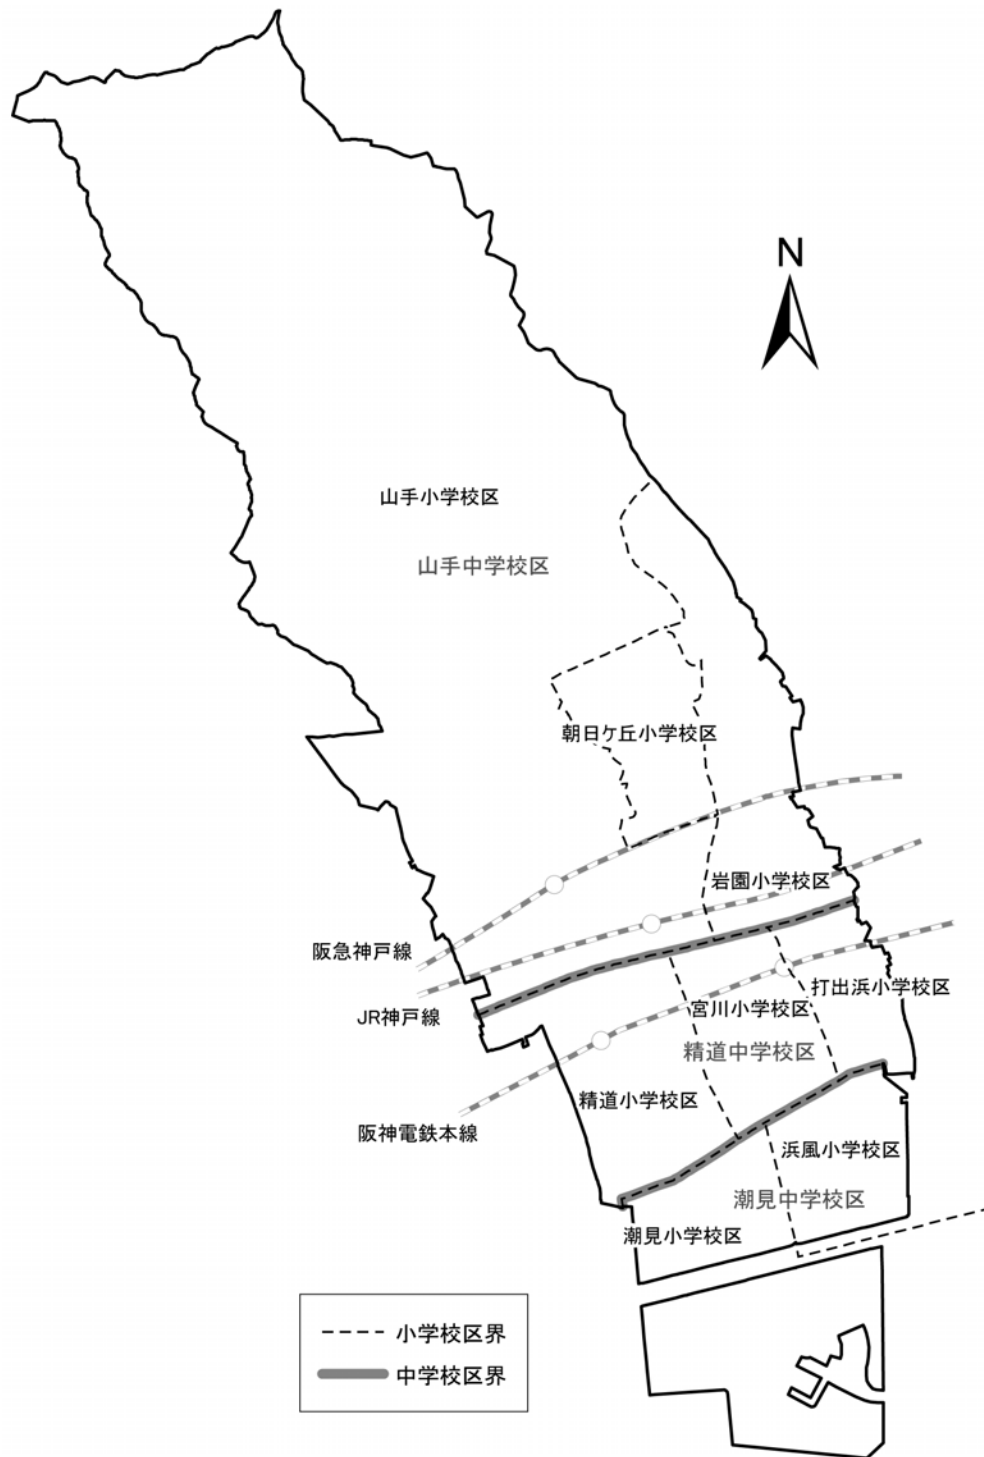 N
山手小学校区
山手中学校区
朝日ケ丘小学校区
岩園小学校区
阪急神戸線
打出浜小学校区
宮川小学校区
JR神戸線
精道中学校区
精道小学校区
阪神電鉄本線
浜風小学校区
潮見中学校区
潮見小学校区
小学校区界
中学校区界